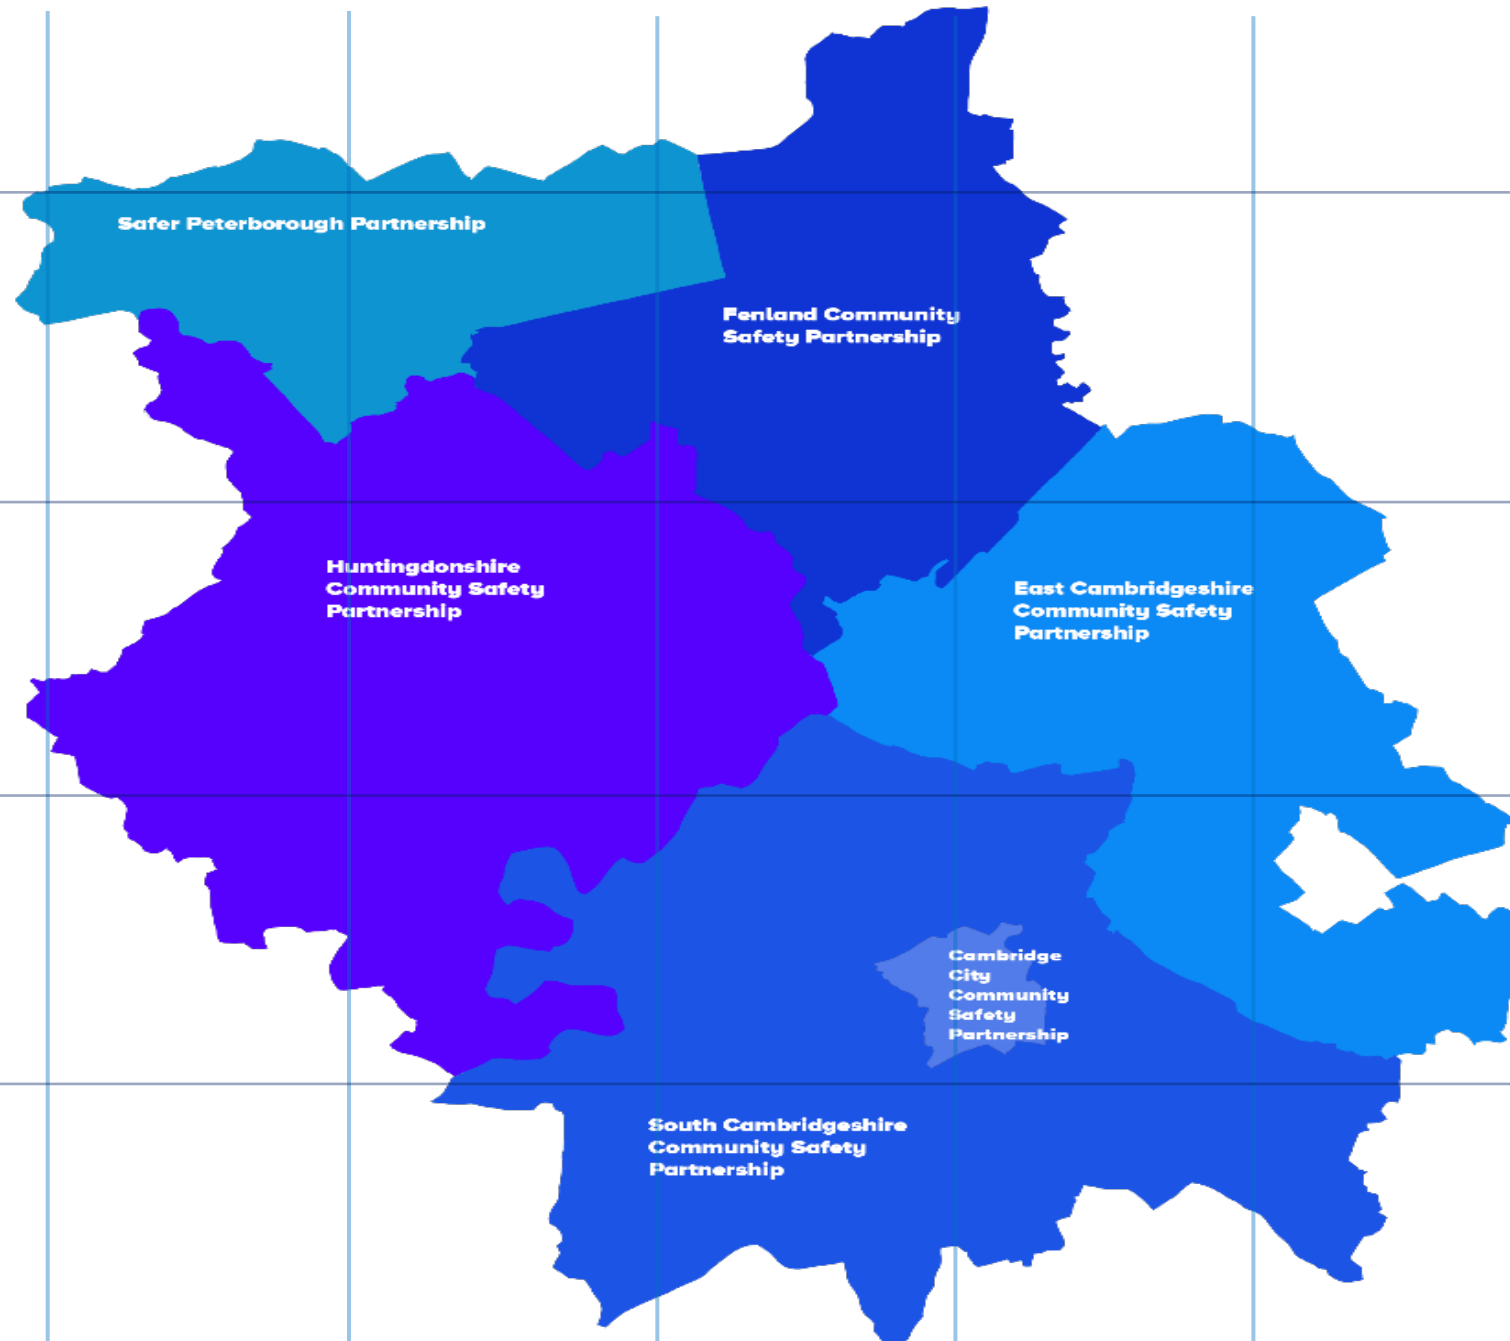 Safer Peterborough Partnership
Fenland Community
Safety Partnership
Huntingdonshire
Community Safety
Partnership
East Cambridgeshire
Community Safety
Partnership
Cambridge
City
Community
Safety
Partnership
South Cambridgeshire
Community Safety
Partnership